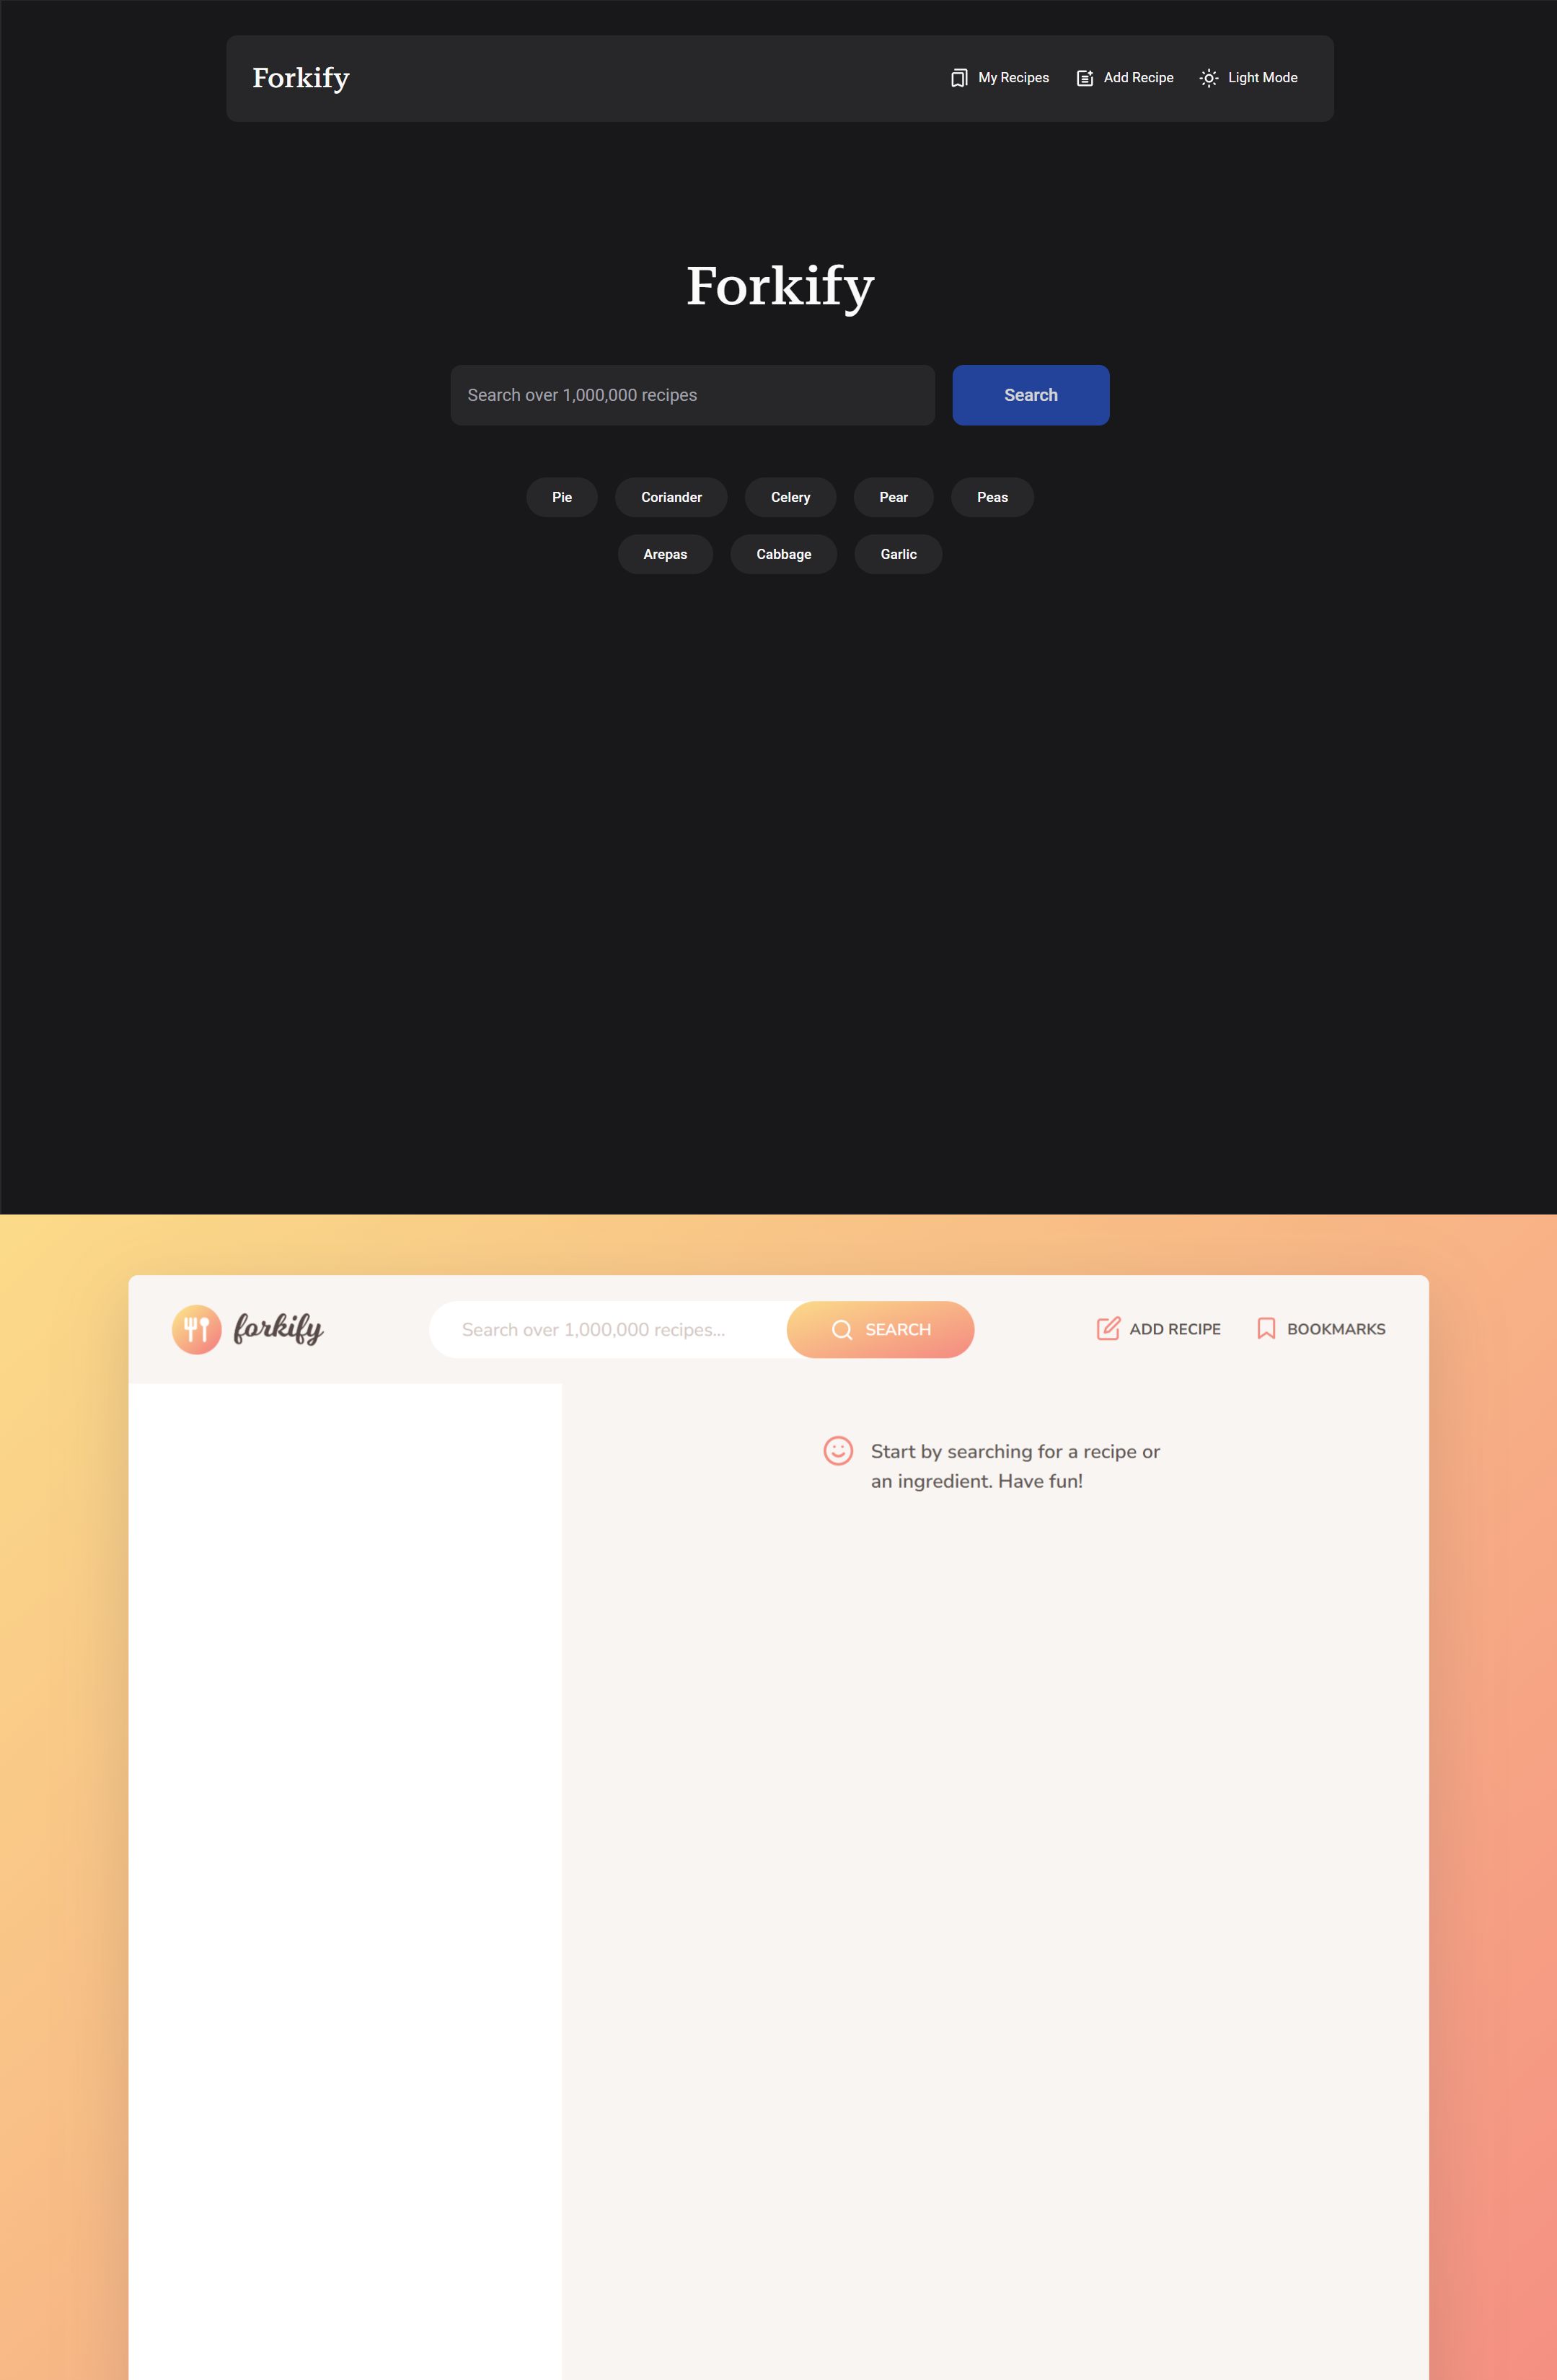 Forkify
My Recipes Add Recipe Light Mode
Forkify
Search over 1,000,000 recipes Search
Pie Coriander Celery Pear Peas
Arepas Cabbage Garlic
forkify Search over 1,000,000 recipes... SEARCH ADD RECIPE BOOKMARKS
Start by searching for a recipe or
an ingredient. Have fun!